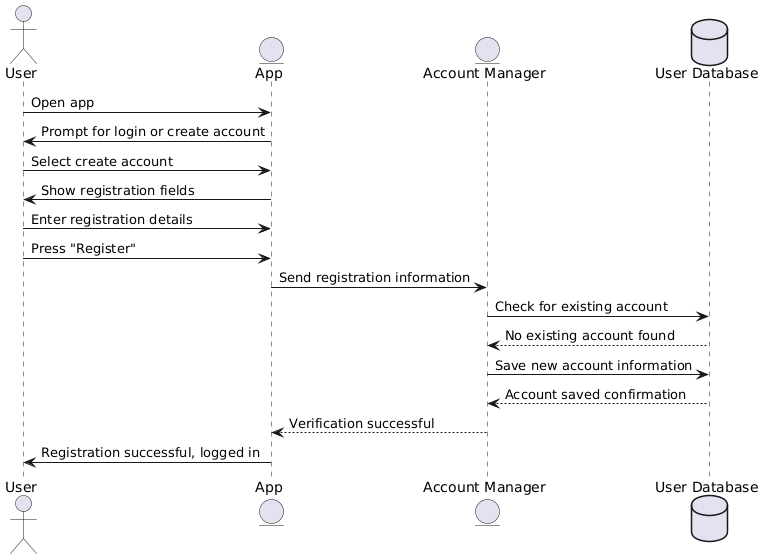 User
App
Account Manager
User Database
Open app
Prompt for login or create account
Select create account
Show registration fields
Enter registration details
Press "Register"
Send registration information
Check for existing account
No existing account found
Save new account information
Account saved confirmation
Verification successful
Registration successful, logged in
User
App
Account Manager
User Database